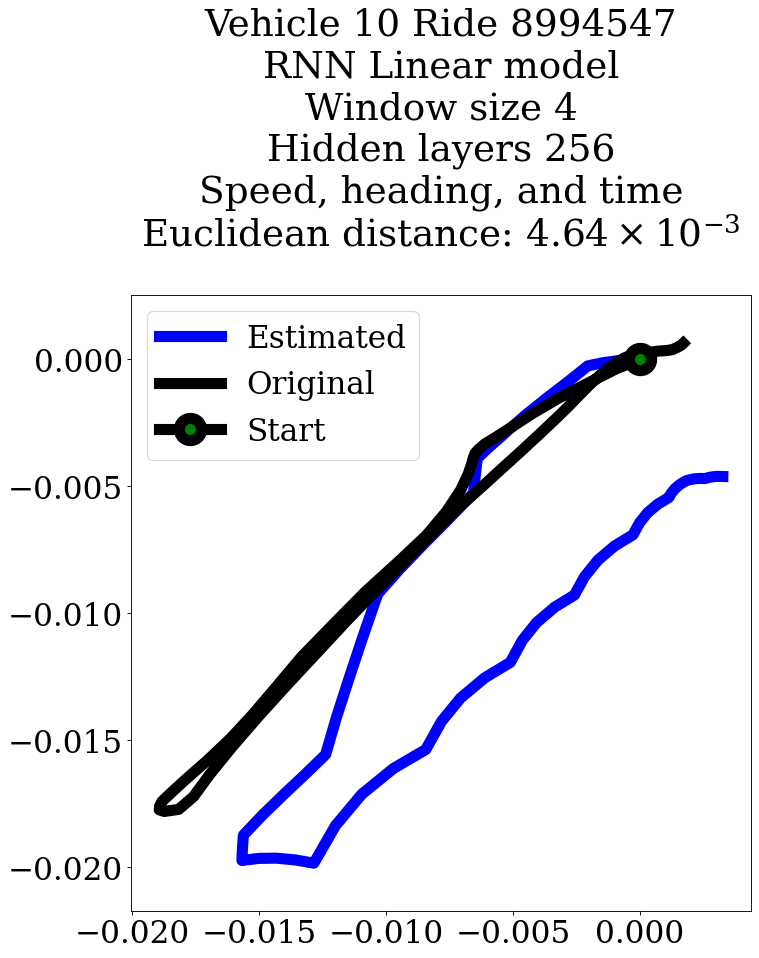 Vehicle 10 Ride 8994547
RNN Linear model
Window size 4
Hidden layers 256
Speed, heading, and time
Euclidean distance: 4.64 × 10⁻³
Estimated
Original
Start
0.000
−0.005
−0.010
−0.015
−0.020
−0.020 −0.015 −0.010 −0.005 0.000